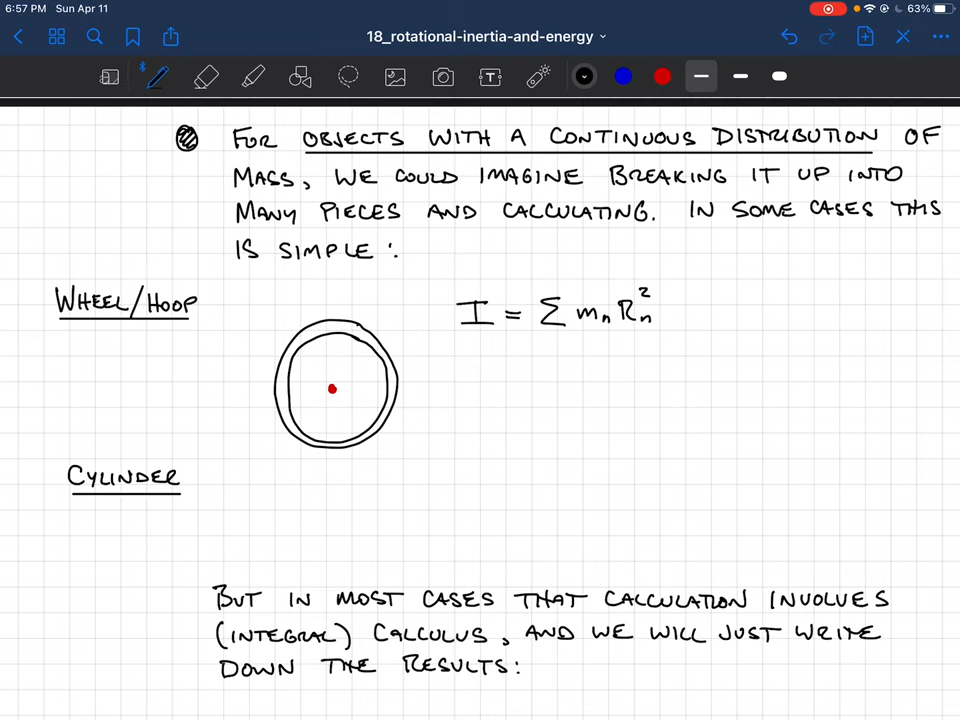 6:57 PM Sun Apr 11
63%
18_rotational-inertia-and-energy
T
FOR OBJECTS WITH A CONTINUOUS DISTRIBUTION OF
MASS, WE COULD IMAGINE BREAKING IT UP INTO
MANY PIECES AND CALCULATING. IN SOME CASES THIS
IS SIMPLE:
WHEEL/HOOP
I = Σ mₙ Rₙ²
CYLINDER
BUT IN MOST CASES THAT CALCULATION INVOLVES
(INTEGRAL) CALCULUS, AND WE WILL JUST WRITE
DOWN THE RESULTS: